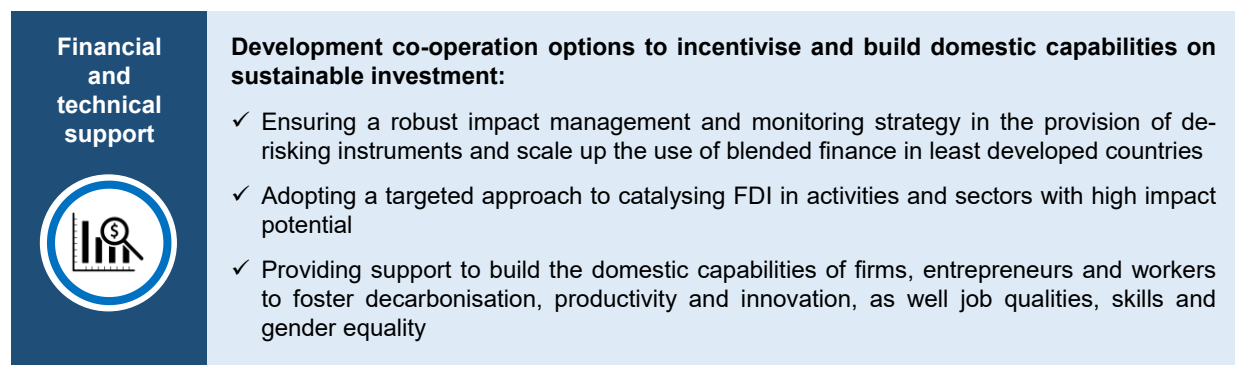 Financial
and
technical
support
$
Development co-operation options to incentivise and build domestic capabilities on
sustainable investment:
✓ Ensuring a robust impact management and monitoring strategy in the provision of de-
risking instruments and scale up the use of blended finance in least developed countries
✓ Adopting a targeted approach to catalysing FDI in activities and sectors with high impact
potential
✓ Providing support to build the domestic capabilities of firms, entrepreneurs and workers
to foster decarbonisation, productivity and innovation, as well job qualities, skills and
gender equality